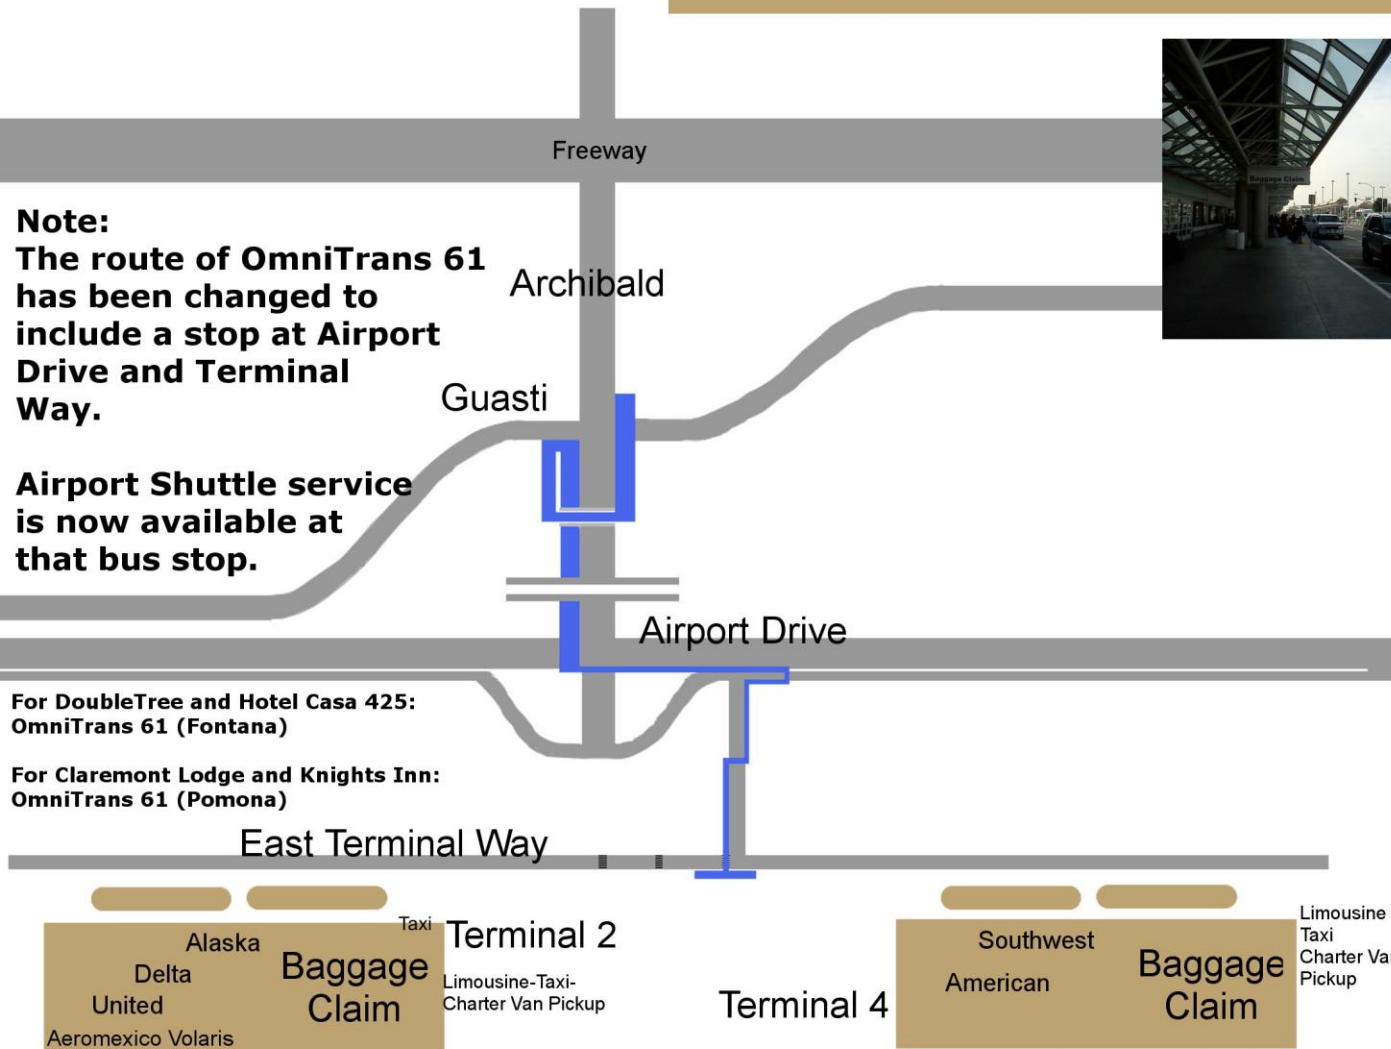 Freeway
Baggage Claim
Note:
The route of OmniTrans 61
has been changed to
include a stop at Airport
Drive and Terminal
Way.
Archibald
Guasti
Airport Shuttle service
is now available at
that bus stop.
Airport Drive
For DoubleTree and Hotel Casa 425:
OmniTrans 61 (Fontana)
For Claremont Lodge and Knights Inn:
OmniTrans 61 (Pomona)
East Terminal Way
Taxi
Terminal 2
Alaska
Delta
United
Aeromexico Volaris
Baggage
Claim
Limousine-Taxi-
Charter Van Pickup
Terminal 4
Southwest
American
Baggage
Claim
Limousine
Taxi
Charter Van
Pickup